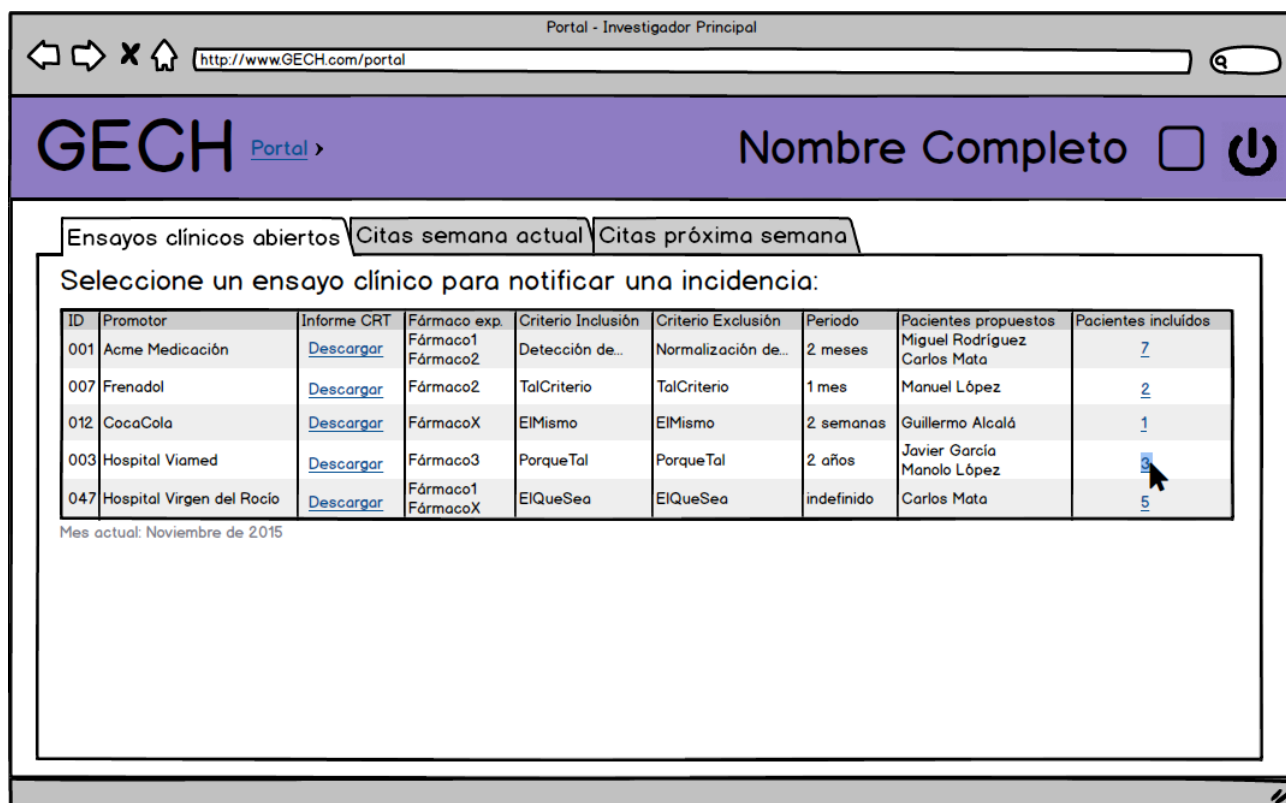 Portal - Investigador Principal
http://www.GECH.com/portal
GECH Portal › Nombre Completo
Ensayos clínicos abiertos Citas semana actual Citas próxima semana
Seleccione un ensayo clínico para notificar una incidencia:
ID Promotor Informe CRT Fármaco exp. Criterio Inclusión Criterio Exclusión Periodo Pacientes propuestos Pacientes incluídos
001 Acme Medicación Descargar Fármaco1 Fármaco2 Detección de... Normalización de... 2 meses Miguel Rodríguez Carlos Mata 7
007 Frenadol Descargar Fármaco2 TalCriterio TalCriterio 1 mes Manuel López 2
012 CocaCola Descargar FármacoX ElMismo ElMismo 2 semanas Guillermo Alcalá 1
003 Hospital Viamed Descargar Fármaco3 PorqueTal PorqueTal 2 años Javier García Manolo López 3
047 Hospital Virgen del Rocío Descargar Fármaco1 FármacoX ElQueSea ElQueSea indefinido Carlos Mata 5
Mes actual: Noviembre de 2015